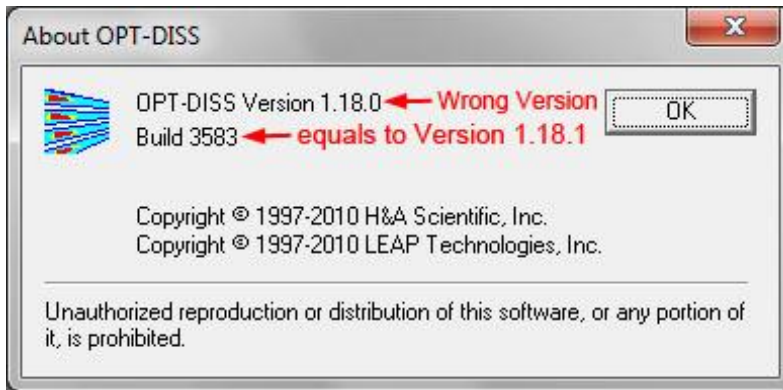 About OPT-DISS
OPT-DISS Version 1.18.0 Wrong Version
OK
Build 3583 equals to Version 1.18.1
Copyright © 1997-2010 H&A Scientific, Inc.
Copyright © 1997-2010 LEAP Technologies, Inc.
Unauthorized reproduction or distribution of this software, or any portion of
it, is prohibited.